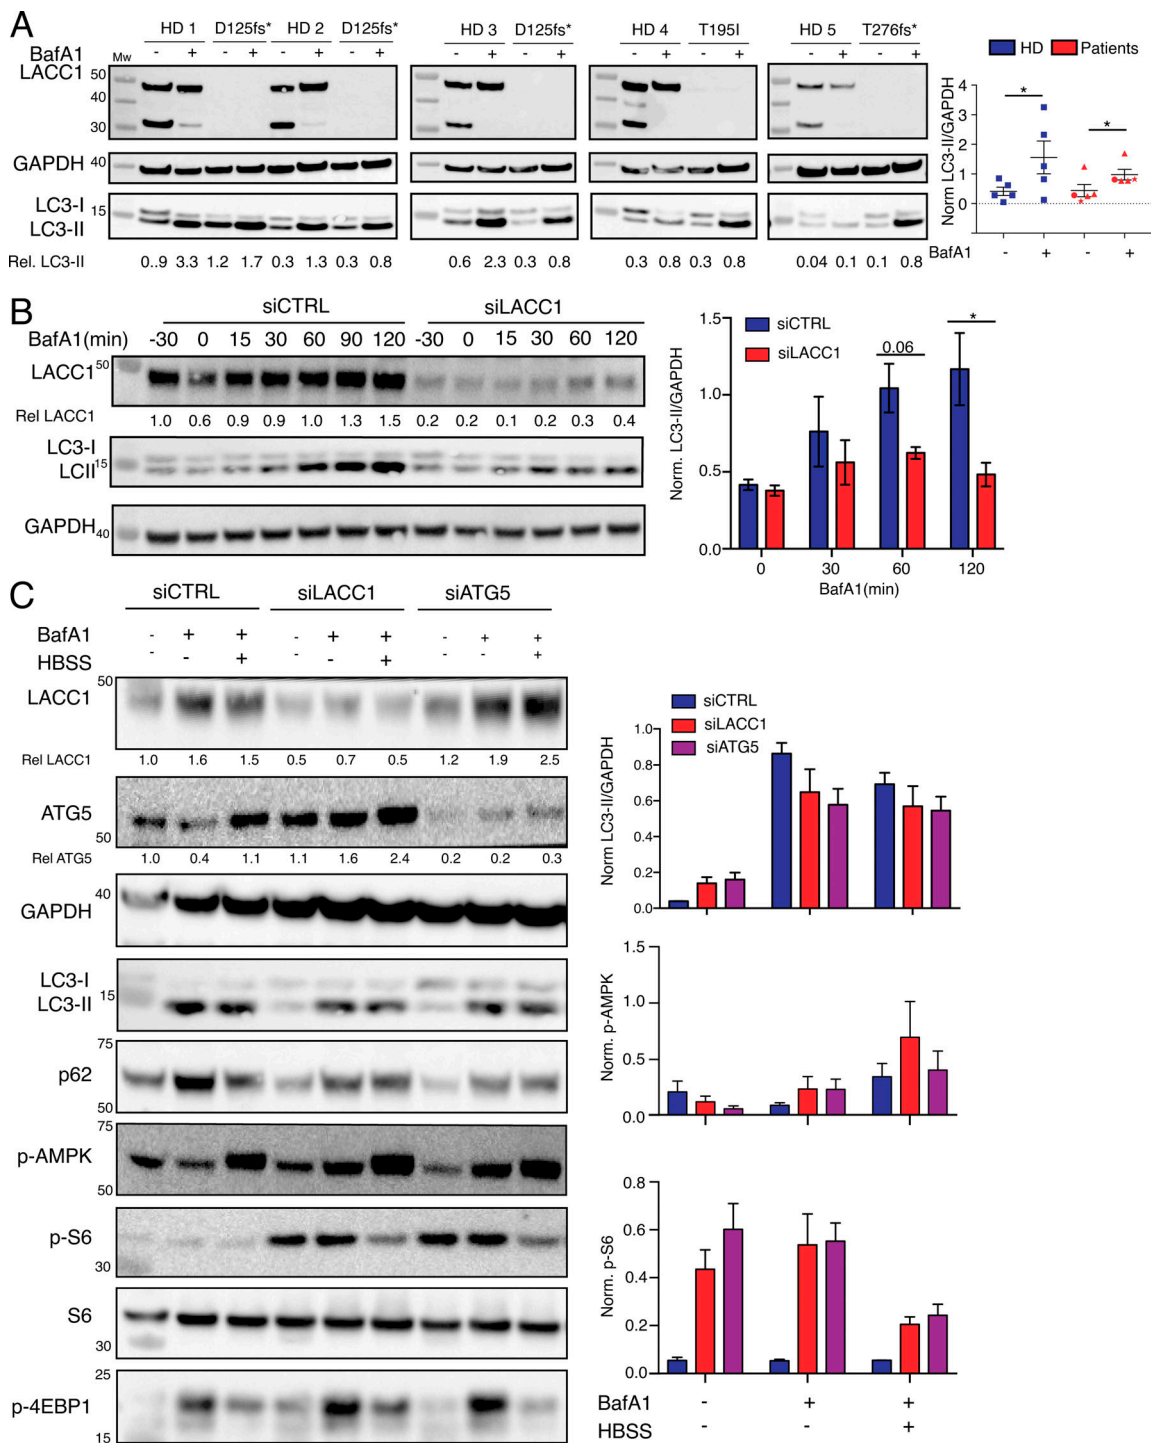 A
HD 1 D125fs* HD 2 D125fs* HD 3 D125fs* HD 4 T195I HD 5 T276fs*
BafA1 - + - + - + - + - + - + - + - + - + - +
Mw
LACC1 50
40
30
GAPDH 40
LC3-I 15
LC3-II
Rel. LC3-II 0..9 3.3 1.2 1.7 0.3 1.3 0.3 0.8 0.6 2.3 0.3 0.8 0.3 0.8 0.3 0.8 0.04 0.1 0.1 0.8
HD Patients
Norm LC3-II/GAPDH
4
3
2
1
0
* *
BafA1 - + - +
B
siCTRL siLACC1
BafA1(min) -30 0 15 30 60 90 120 -30 0 15 30 60 120
LACC1 50
Rel LACC1 1.0 0.6 0.9 0.9 1.0 1.3 1.5 0.2 0.2 0.1 0.2 0.3 0.4
LC3-I
LCII 15
GAPDH 40
siCTRL
siLACC1
Norm. LC3-II/GAPDH
1.5
1.0
0.5
0.0
0.06 *
0 30 60 120
BafA1(min)
C
siCTRL siLACC1 siATG5
BafA1 - + + - + + - + +
HBSS - - + - - + - - +
LACC1 50
Rel LACC1 1.0 1.6 1.5 0.5 0.7 0.5 1.2 1.9 2.5
ATG5
50
Rel ATG5 1.0 0.4 1.1 1.1 1.6 2.4 0.2 0.2 0.3
GAPDH 40
LC3-I
LC3-II 15
p62 75
50
p-AMPK 75
50
p-S6
30
S6
30
p-4EBP1 25
15
siCTRL
siLACC1
siATG5
Norm LC3-II/GAPDH
1.0
0.8
0.6
0.4
0.2
0.0
Norm. p-AMPK
1.5
1.0
0.5
0.0
Norm. p-S6
0.8
0.6
0.4
0.2
0.0
BafA1 - + +
HBSS - - +